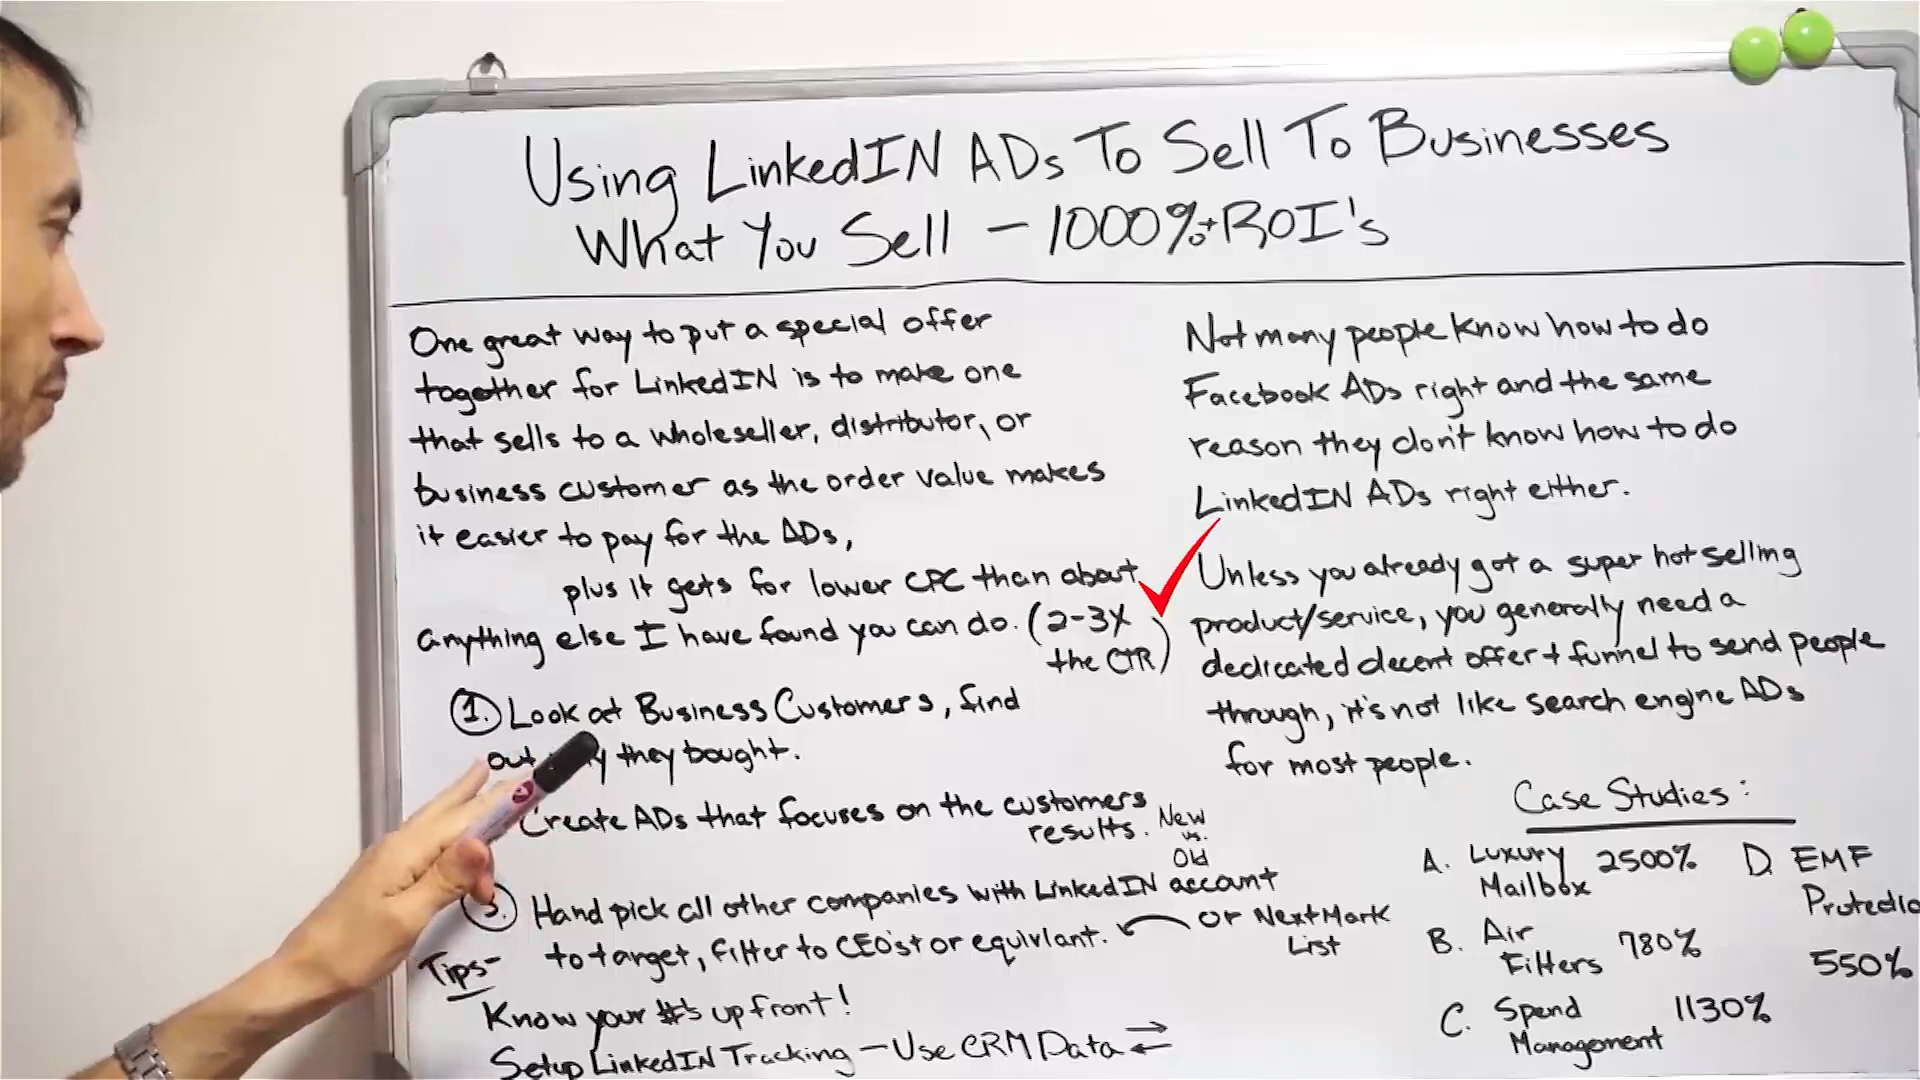 Using LinkedIN ADs To Sell To Businesses
What You Sell - 1000%+ ROI's
One great way to put a special offer
together for LinkedIN is to make one
that sells to a wholeseller, distributor, or
business customer as the order value makes
it easier to pay for the ADs,
plus it gets for lower CPC than about
anything else I have found you can do. (2-3X
the CTR)
1. Look at Business Customers, find
out they bought.
Create ADs that focuses on the customers
results. New
vs.
Old
3. Hand pick all other companies with LinkedIN account
to target, filter to CEO's or equivlant. or NextMark
List
Tips-
Know your #'s up front!
Setup LinkedIN Tracking - Use CRM Data
Not many people know how to do
Facebook ADs right and the same
reason they don't know how to do
LinkedIN ADs right either.
Unless you already got a super hot selling
product/service, you generally need a
dedicated decent offer + funnel to send people
through, it's not like search engine ADs
for most people.
Case Studies:
A. Luxury 2500%
Mailbox
B. Air 780%
Filters
C. Spend 1130%
Management
D. EMF
Protectio
550%